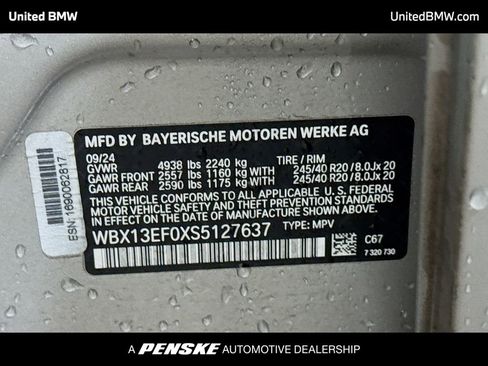 United BMW
UnitedBMW.com
ESN: 1690062817
MFD BY BAYERISCHE MOTOREN WERKE AG
09/24
GVWR 4938 lbs 2240 kg TIRE / RIM
GAWR FRONT 2557 lbs 1160 kg WITH 245/40 R20 / 8.0Jx 20
GAWR REAR 2590 lbs 1175 kg WITH 245/40 R20 / 8.0Jx 20
THIS VEHICLE CONFORMS TO ALL APPLICABLE U.S. FEDERAL
MOTOR VEHICLE SAFETY, BUMPER, AND THEFT
PREVENTION STANDARDS IN EFFECT ON THE DATE OF
MANUFACTURE SHOWN ABOVE.
WBX13EF0XS5127637 TYPE: MPV
C67
7 320 730
A PENSKE AUTOMOTIVE DEALERSHIP